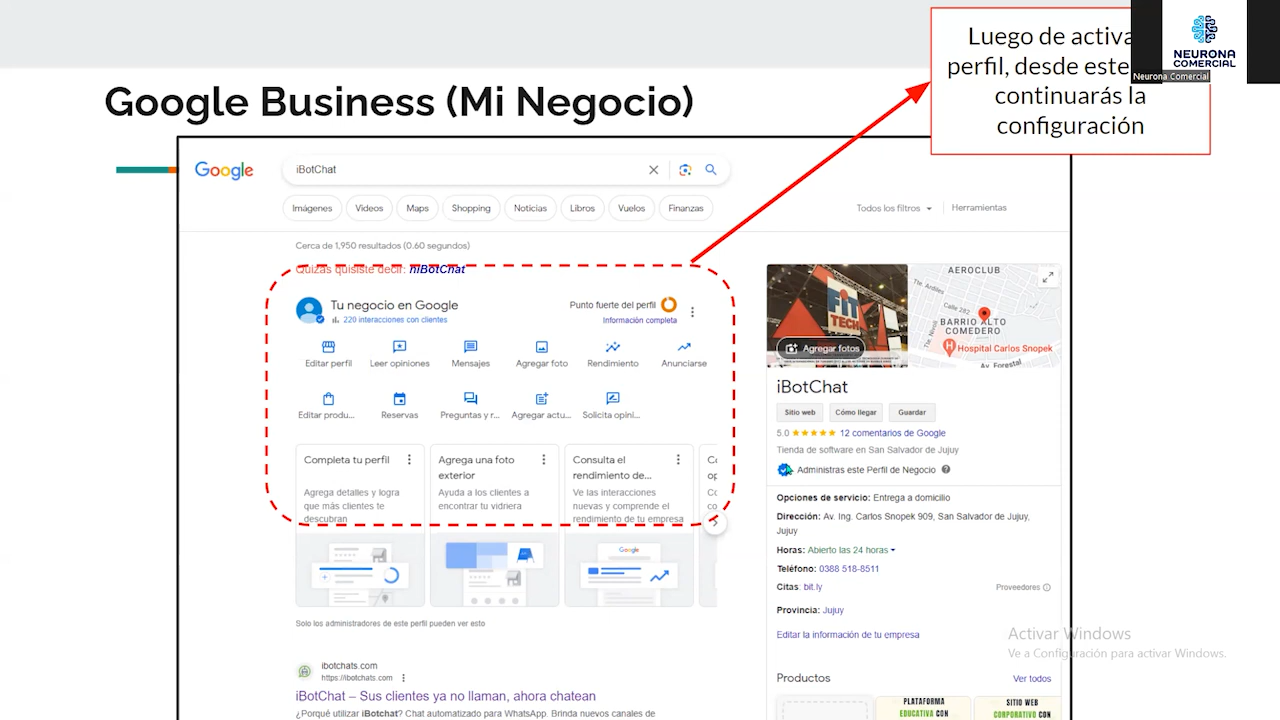 Luego de activa
perfil, desde este
continuarás la
configuración
NEURONA
COMERCIAL
Neurona Comercial
Google Business (Mi Negocio)
Google
iBotChat
Imágenes
Videos
Maps
Shopping
Noticias
Libros
Vuelos
Finanzas
Todos los filtros
Herramientas
Cerca de 1,950 resultados (0.60 segundos)
Quizás quisiste decir: hiBotChat
Tu negocio en Google
220 interacciones con clientes
Punto fuerte del perfil
Información completa
Editar perfil
Leer opiniones
Mensajes
Agregar foto
Rendimiento
Anunciarse
Editar produ...
Reservas
Preguntas y r...
Agregar actu...
Solicita opini...
Completa tu perfil
Agrega detalles y logra
que más clientes te
descubran
Agrega una foto
exterior
Ayuda a los clientes a
encontrar tu vidriera
Consulta el
rendimiento de...
Ve las interacciones
nuevas y comprende el
rendimiento de tu empresa
Google
Solo los administradores de este perfil pueden ver esto
ibotchats.com
https://ibotchats.com
iBotChat – Sus clientes ya no llaman, ahora chatean
¿Porqué utilizar iBotchat? Chat automatizado para WhatsApp. Brinda nuevos canales de
FIT
TECH
Agregar fotos
AEROCLUB
Tte. Ardiles
Calle 282
BARRIO ALTO
COMEDERO
Hospital Carlos Snopek
Av. Forestal
iBotChat
Sitio web
Cómo llegar
Guardar
5.0 12 comentarios de Google
Tienda de software en San Salvador de Jujuy
Administras este Perfil de Negocio
Opciones de servicio: Entrega a domicilio
Dirección: Av. Ing. Carlos Snopek 909, San Salvador de Jujuy,
Jujuy
Horas: Abierto las 24 horas
Teléfono: 0388 518-8511
Citas: bit.ly
Proveedores
Provincia: Jujuy
Editar la información de tu empresa
Activar Windows
Ve a Configuración para activar Windows.
Productos
Ver todos
PLATAFORMA
EDUCATIVA CON
SITIO WEB
CORPORATIVO CON